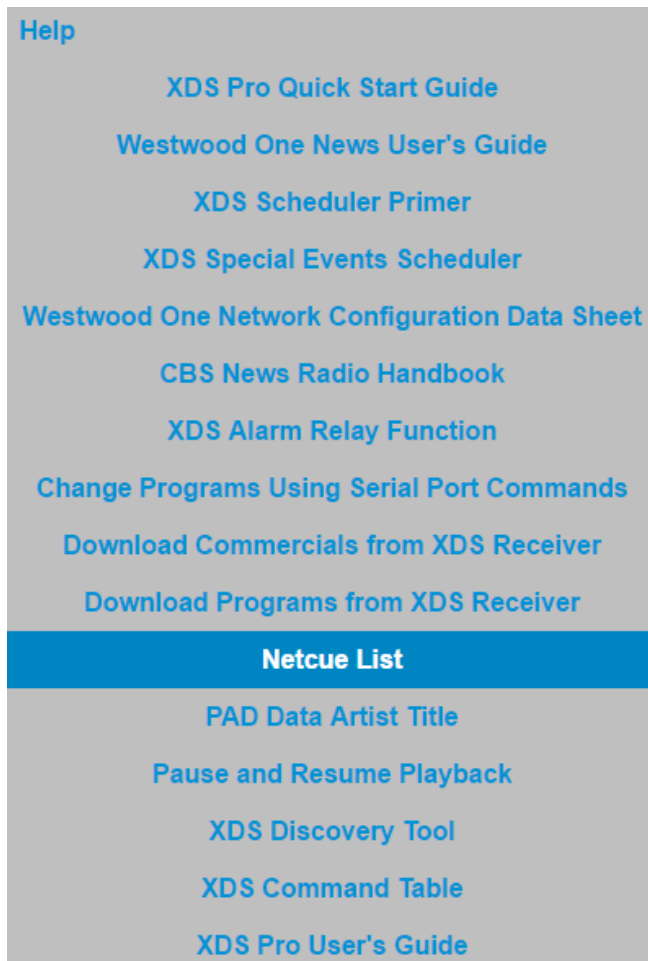 Help
XDS Pro Quick Start Guide
Westwood One News User's Guide
XDS Scheduler Primer
XDS Special Events Scheduler
Westwood One Network Configuration Data Sheet
CBS News Radio Handbook
XDS Alarm Relay Function
Change Programs Using Serial Port Commands
Download Commercials from XDS Receiver
Download Programs from XDS Receiver
Netcue List
PAD Data Artist Title
Pause and Resume Playback
XDS Discovery Tool
XDS Command Table
XDS Pro User's Guide